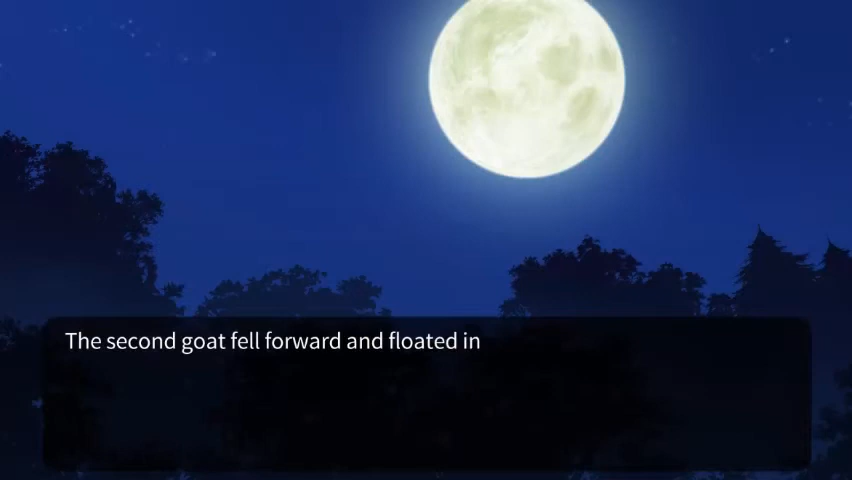 The second goat fell forward and floated in